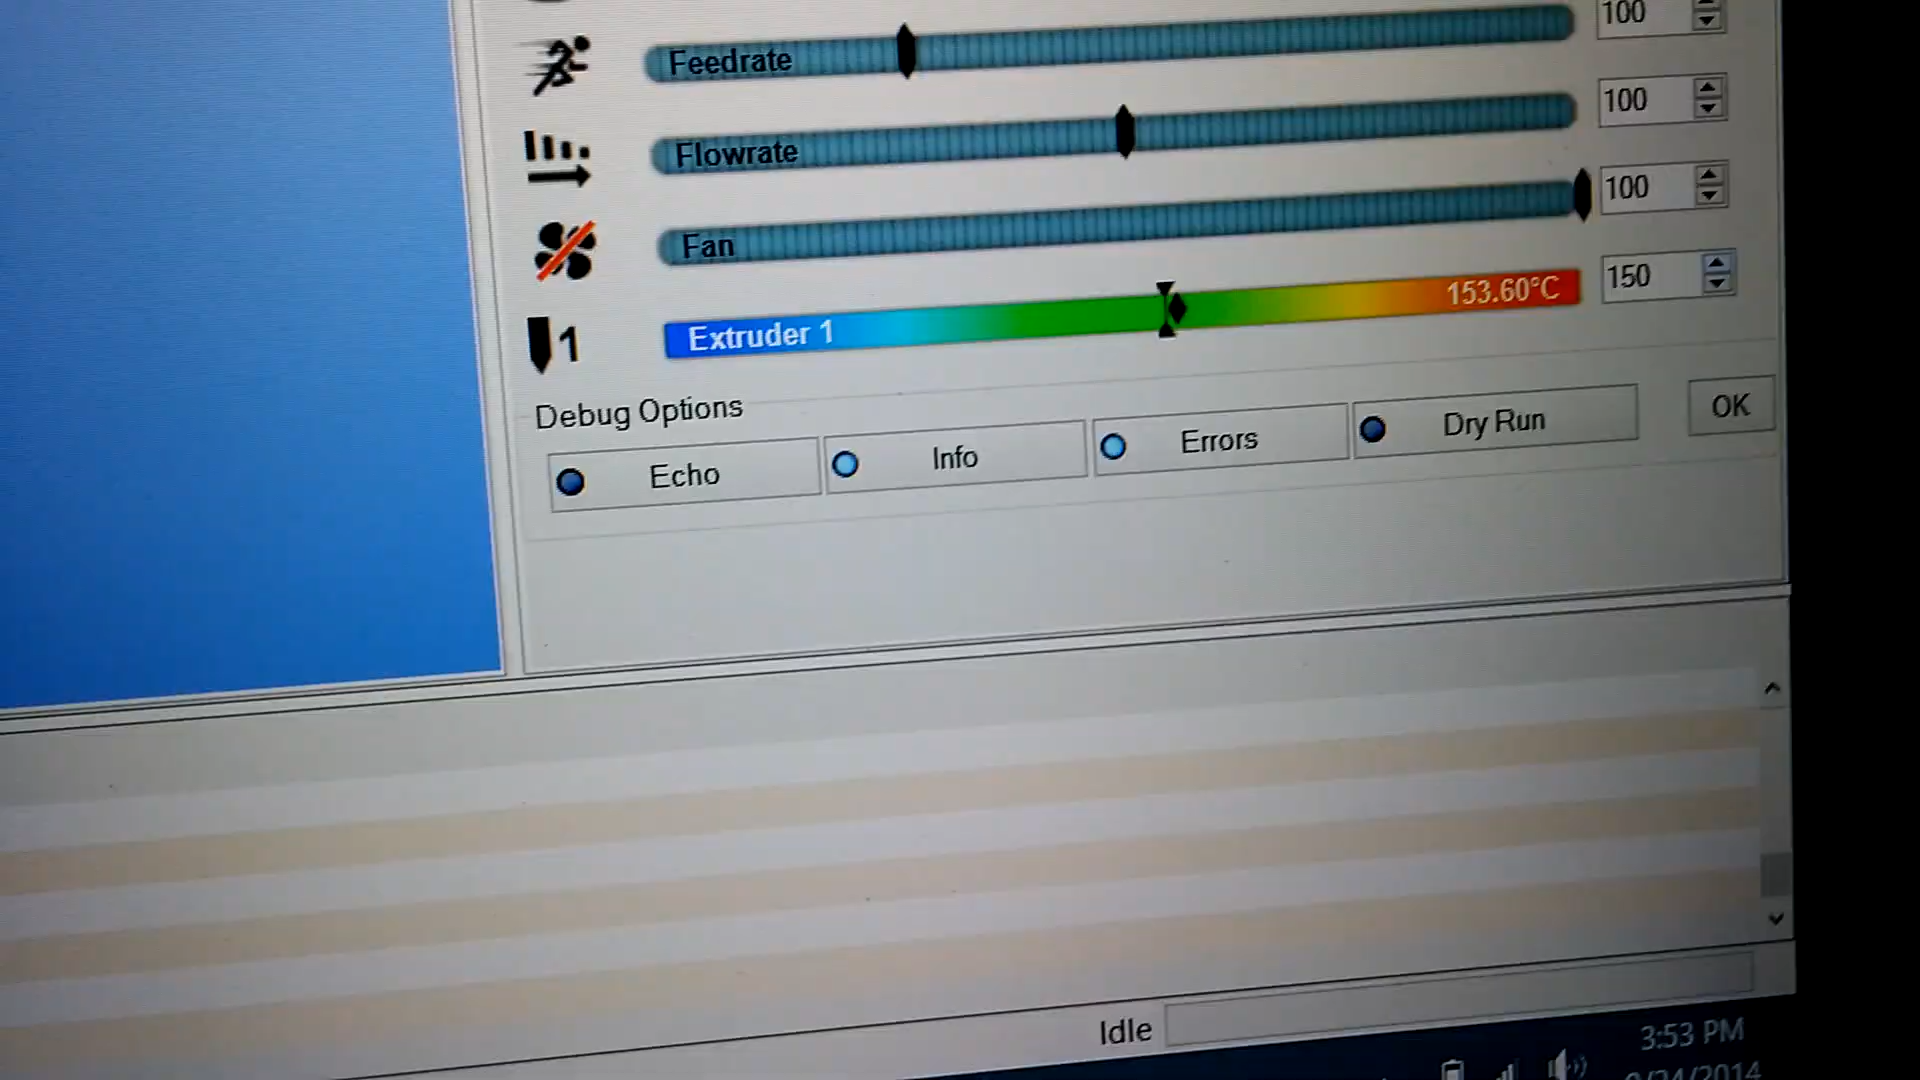 Feedrate 100
Flowrate 100
Fan 100
1 Extruder 1 153.60°C 150
Debug Options
Echo Info Errors Dry Run OK
Idle
3:53 PM